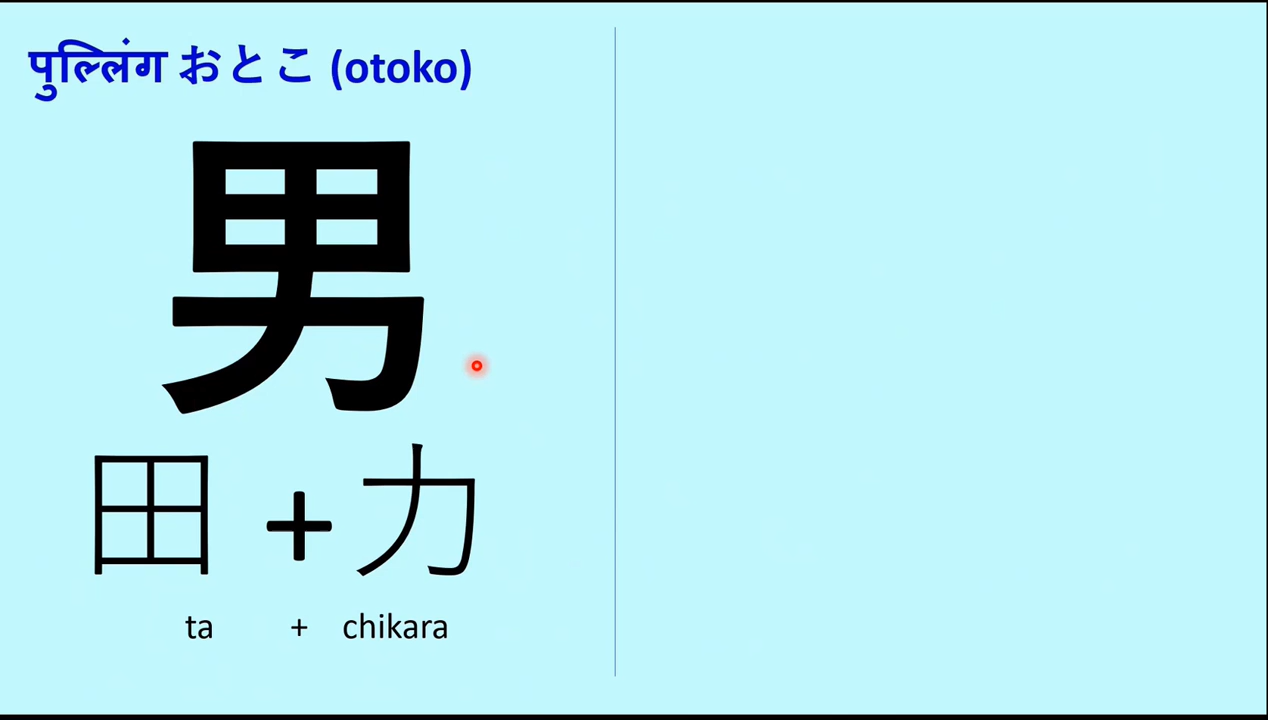 पुल्लिंग おとこ (otoko)
男
田 + 力
ta + chikara